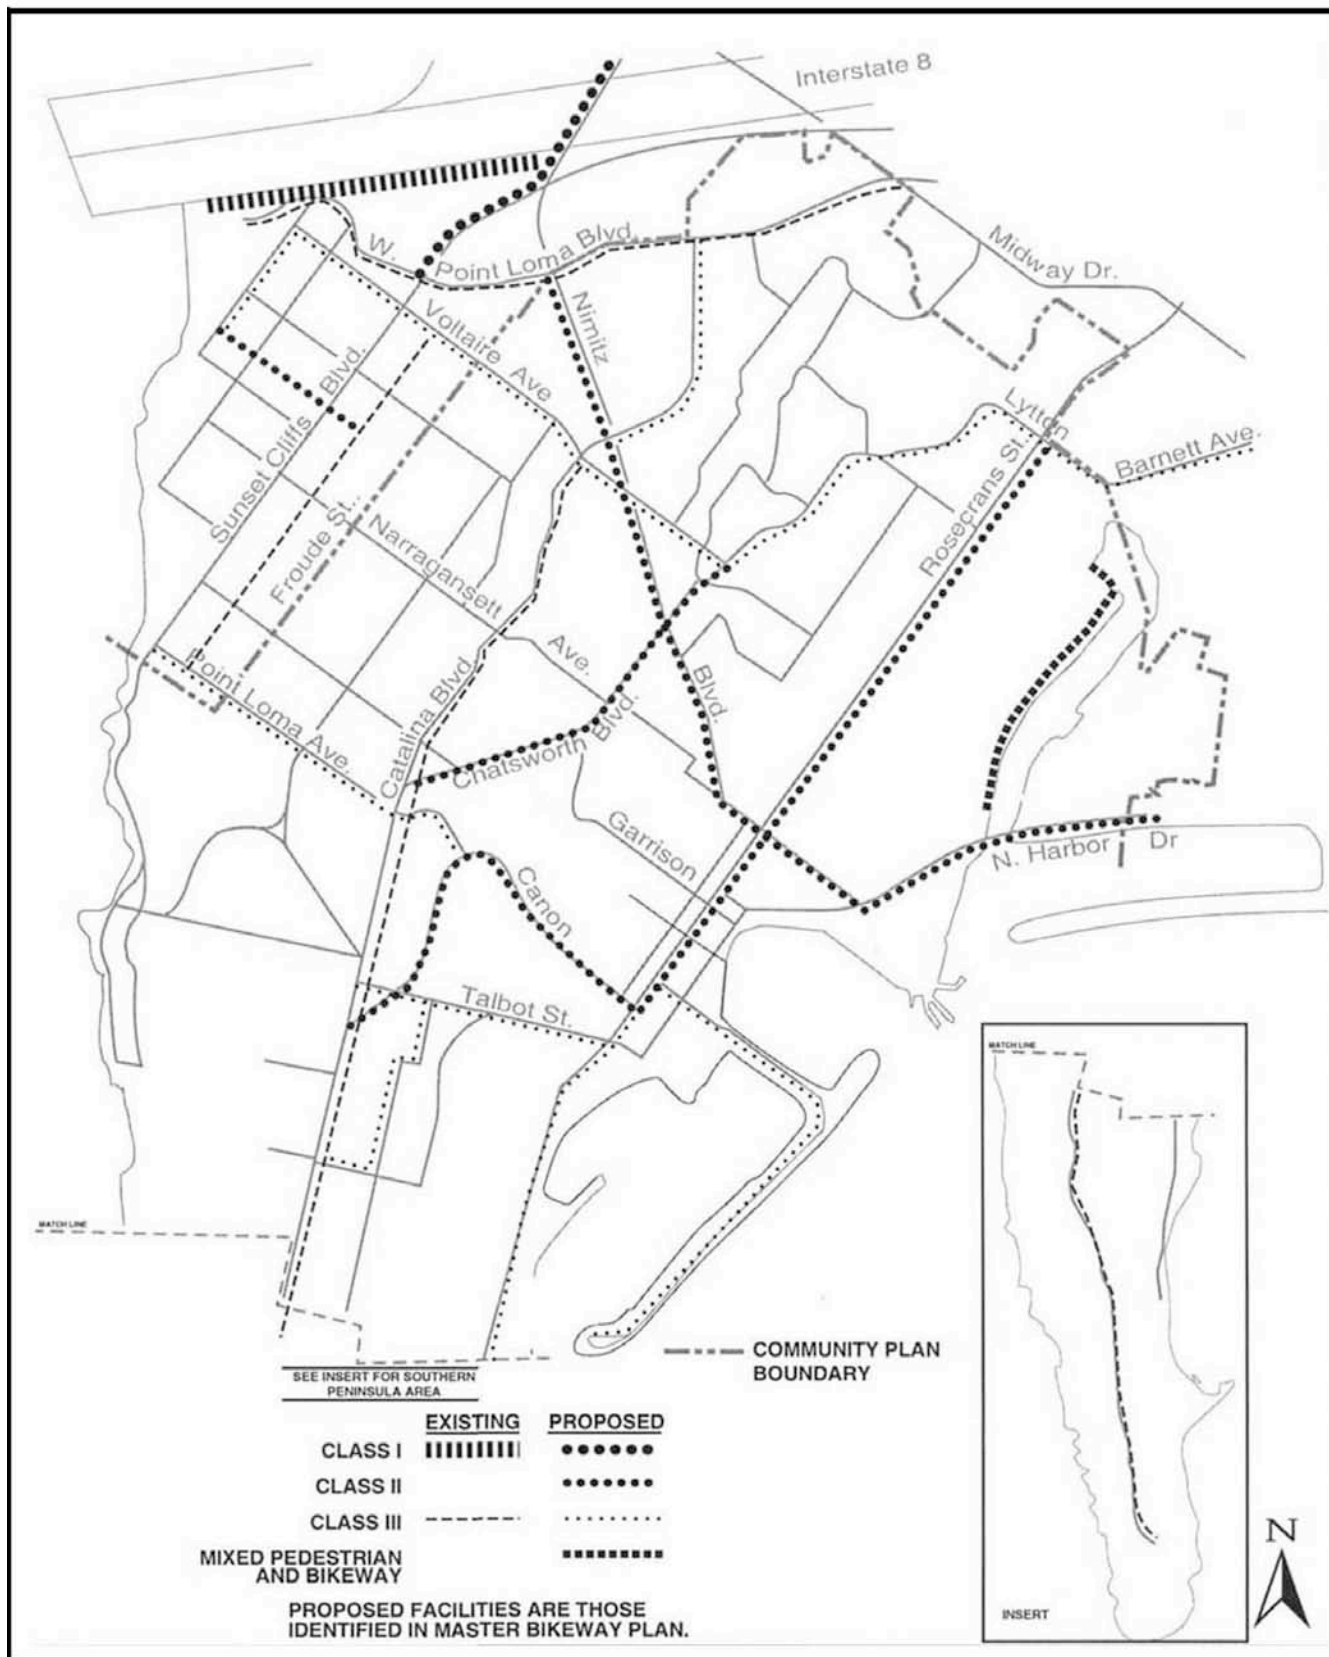 Interstate 8
W.
Point Loma Blvd.
Midway Dr.
Nimitz
Voltaire Ave
Lytton
Barnett Ave.
Sunset Cliffs Blvd.
Rosecrans St.
Froude St.
Narragansett
Ave.
Blvd.
Point Loma Ave.
Catalina Blvd.
Chatsworth Blvd.
Garrison
N. Harbor Dr
Canon
Talbot St.
MATCH LINE
MATCH LINE
COMMUNITY PLAN
BOUNDARY
SEE INSERT FOR SOUTHERN
PENINSULA AREA
EXISTING PROPOSED
CLASS I
CLASS II
CLASS III
MIXED PEDESTRIAN
AND BIKEWAY
PROPOSED FACILITIES ARE THOSE
IDENTIFIED IN MASTER BIKEWAY PLAN.
INSERT
N